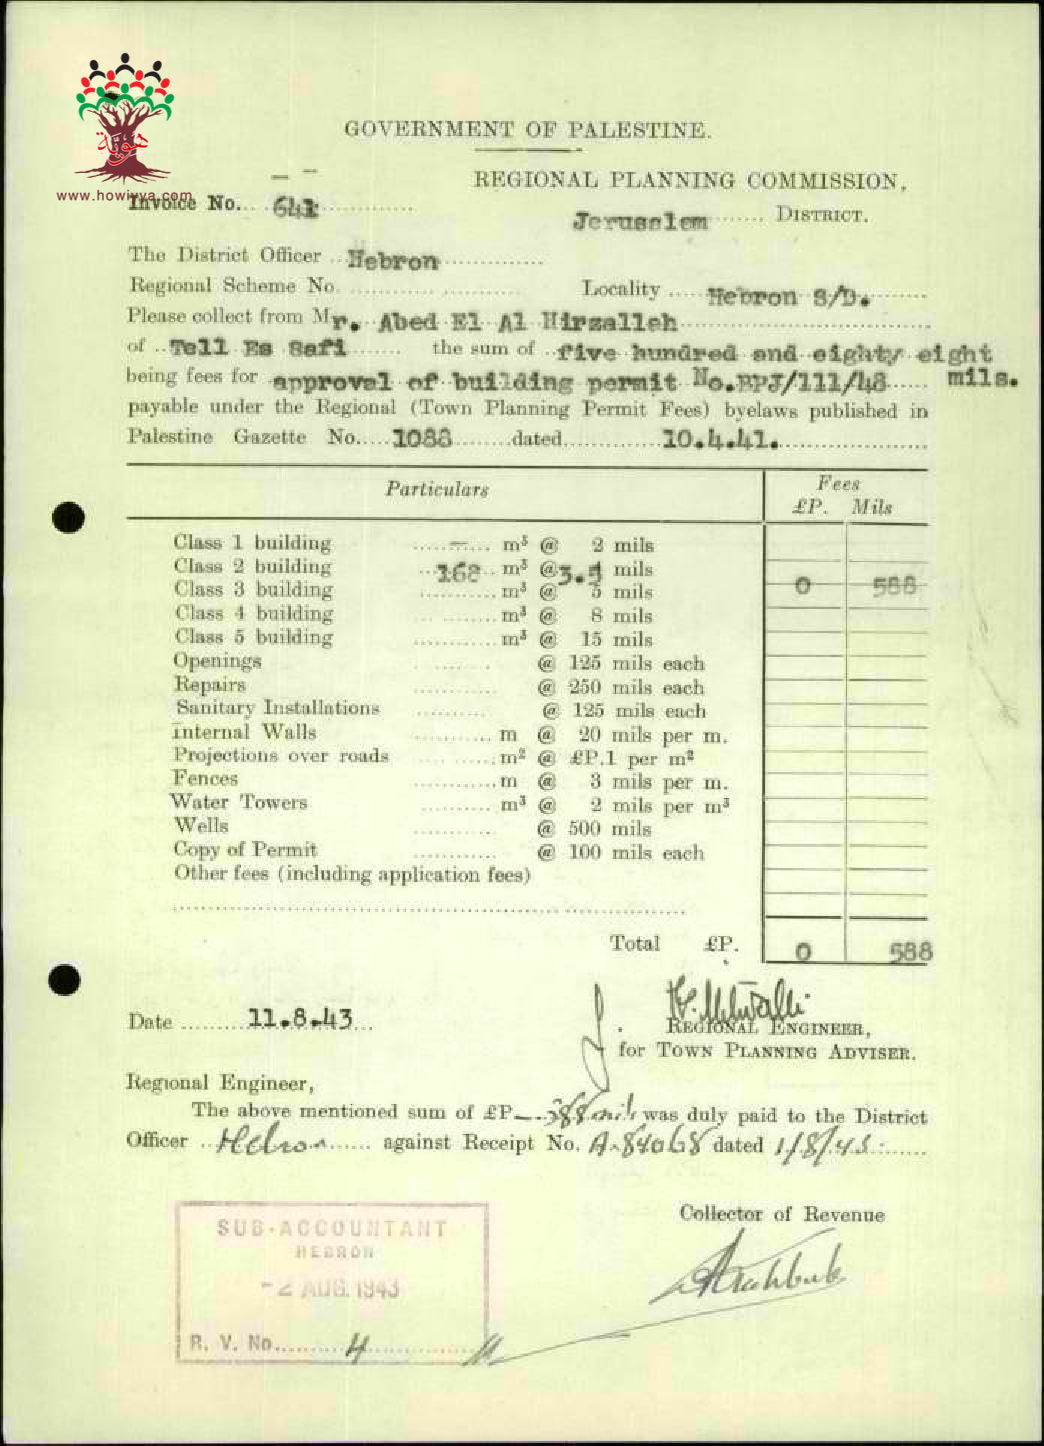 هوية
www.howiyya.com
GOVERNMENT OF PALESTINE.
REGIONAL PLANNING COMMISSION,
Invoice No. 641
Jerusalem DISTRICT.
The District Officer Hebron
Regional Scheme No.
Locality Hebron S/D.
Please collect from Mr. Abed El Al Hirzalleh
of Tell Es Safi the sum of five hundred and eighty eight
being fees for approval of building permit No.RPJ/111/43 mils.
payable under the Regional (Town Planning Permit Fees) byelaws published in
Palestine Gazette No. 1088 dated 10.4.41.
Particulars Fees
£P. Mils
Class 1 building – m³ @ 2 mils
Class 2 building 168 m³ @ 3.5 mils 0 588
Class 3 building m³ @ 5 mils
Class 4 building m³ @ 8 mils
Class 5 building m³ @ 15 mils
Openings @ 125 mils each
Repairs @ 250 mils each
Sanitary Installations @ 125 mils each
Internal Walls m @ 20 mils per m.
Projections over roads m² @ £P.1 per m²
Fences m @ 3 mils per m.
Water Towers m³ @ 2 mils per m³
Wells @ 500 mils
Copy of Permit @ 100 mils each
Other fees (including application fees)
Total £P. 0 588
Date 11.8.43
REGIONAL ENGINEER,
for TOWN PLANNING ADVISER.
Regional Engineer,
The above mentioned sum of £P – 588 mils was duly paid to the District
Officer Hebron against Receipt No. A.84068 dated 1/8/43
Collector of Revenue
SUB-ACCOUNTANT
HEBRON
-2 AUG. 1943
R. V. No. 4